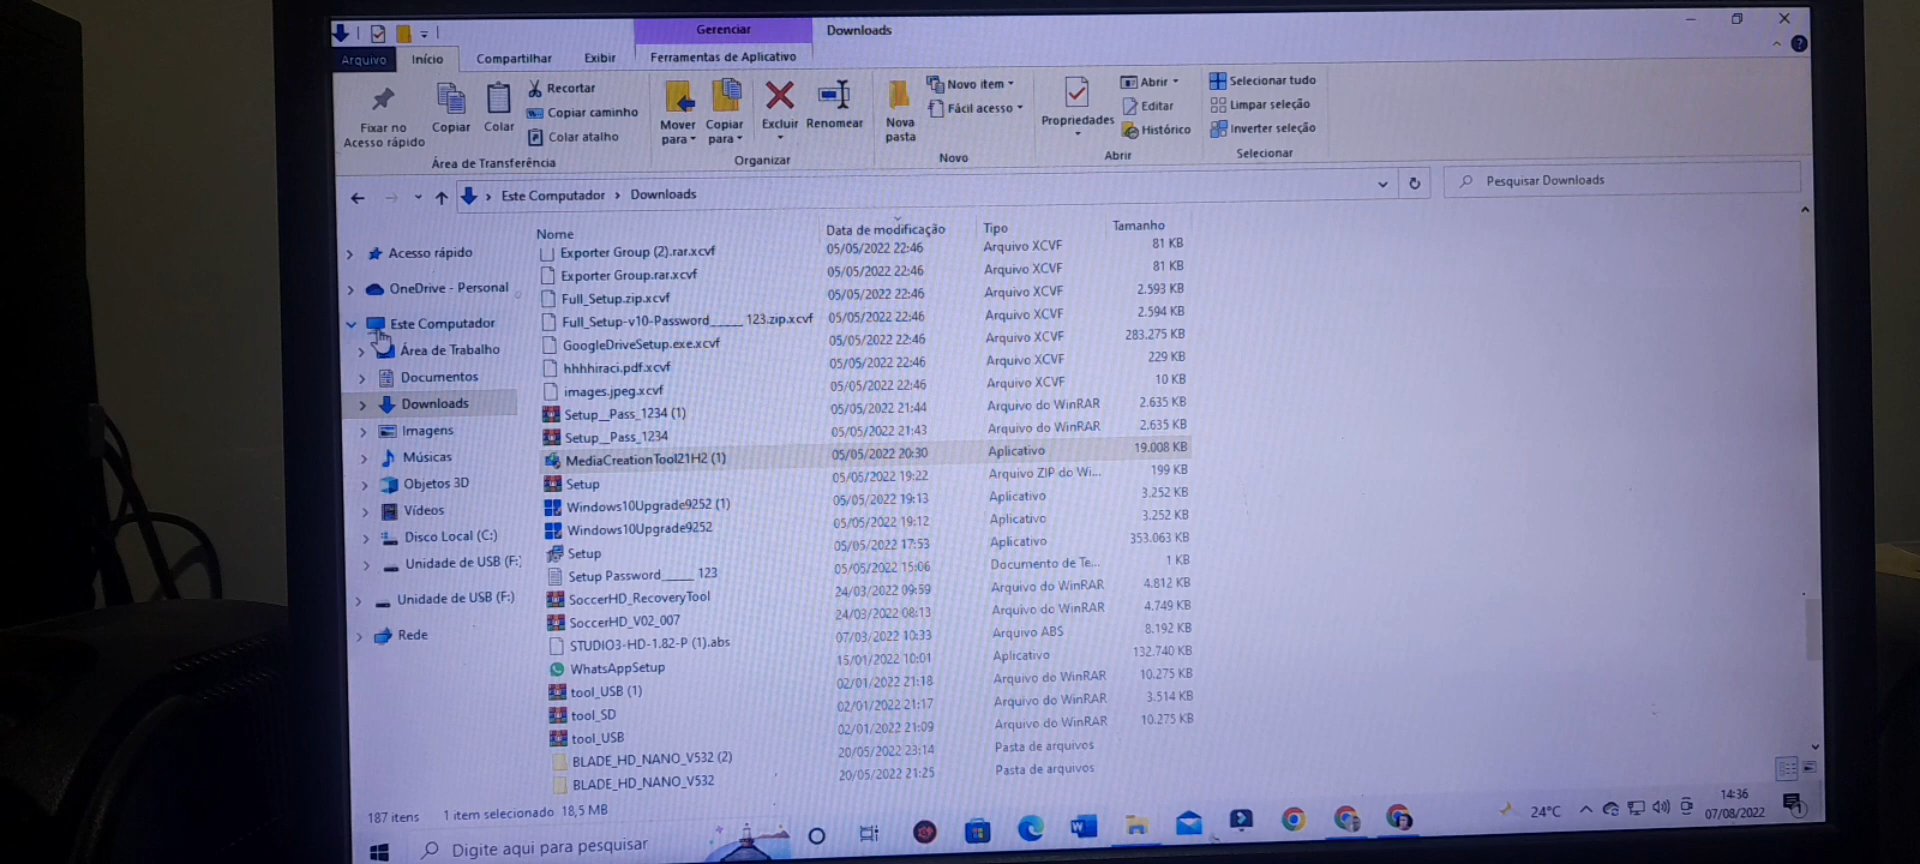 Gerenciar
Downloads
Arquivo
Início
Compartilhar
Exibir
Ferramentas de Aplicativo
Fixar no Acesso rápido
Copiar
Colar
Recortar
Copiar caminho
Colar atalho
Área de Transferência
Mover para
Copiar para
Excluir
Renomear
Organizar
Nova pasta
Novo item
Fácil acesso
Novo
Propriedades
Abrir
Editar
Histórico
Abrir
Selecionar tudo
Limpar seleção
Inverter seleção
Selecionar
Este Computador > Downloads
Pesquisar Downloads
Acesso rápido
OneDrive - Personal
Este Computador
Área de Trabalho
Documentos
Downloads
Imagens
Músicas
Objetos 3D
Vídeos
Disco Local (C:)
Unidade de USB (F:
Unidade de USB (F:)
Rede
Nome Data de modificação Tipo Tamanho
Exporter Group (2).rar.xcvf 05/05/2022 22:46 Arquivo XCVF 81 KB
Exporter Group.rar.xcvf 05/05/2022 22:46 Arquivo XCVF 81 KB
Full_Setup.zip.xcvf 05/05/2022 22:46 Arquivo XCVF 2.593 KB
Full_Setup-v10-Password_____ 123.zip.xcvf 05/05/2022 22:46 Arquivo XCVF 2.594 KB
GoogleDriveSetup.exe.xcvf 05/05/2022 22:46 Arquivo XCVF 283.275 KB
hhhhiraci.pdf.xcvf 05/05/2022 22:46 Arquivo XCVF 229 KB
images.jpeg.xcvf 05/05/2022 22:46 Arquivo XCVF 10 KB
Setup__Pass_1234 (1) 05/05/2022 21:44 Arquivo do WinRAR 2.635 KB
Setup__Pass_1234 05/05/2022 21:43 Arquivo do WinRAR 2.635 KB
MediaCreationTool21H2 (1) 05/05/2022 20:30 Aplicativo 19.008 KB
Setup 05/05/2022 19:22 Arquivo ZIP do Wi... 199 KB
Windows10Upgrade9252 (1) 05/05/2022 19:13 Aplicativo 3.252 KB
Windows10Upgrade9252 05/05/2022 19:12 Aplicativo 3.252 KB
Setup 05/05/2022 17:53 Aplicativo 353.063 KB
Setup Password_____ 123 05/05/2022 15:06 Documento de Te... 1 KB
SoccerHD_RecoveryTool 24/03/2022 09:59 Arquivo do WinRAR 4.812 KB
SoccerHD_V02_007 24/03/2022 08:13 Arquivo do WinRAR 4.749 KB
STUDIO3-HD-1.82-P (1).abs 07/03/2022 10:33 Arquivo ABS 8.192 KB
WhatsAppSetup 15/01/2022 10:01 Aplicativo 132.740 KB
tool_USB (1) 02/01/2022 21:18 Arquivo do WinRAR 10.275 KB
tool_SD 02/01/2022 21:17 Arquivo do WinRAR 3.514 KB
tool_USB 02/01/2022 21:09 Arquivo do WinRAR 10.275 KB
BLADE_HD_NANO_V532 (2) 20/05/2022 23:14 Pasta de arquivos
BLADE_HD_NANO_V532 20/05/2022 21:25 Pasta de arquivos
187 itens 1 item selecionado 18,5 MB
Digite aqui para pesquisar
24°C
14:36
07/08/2022
1